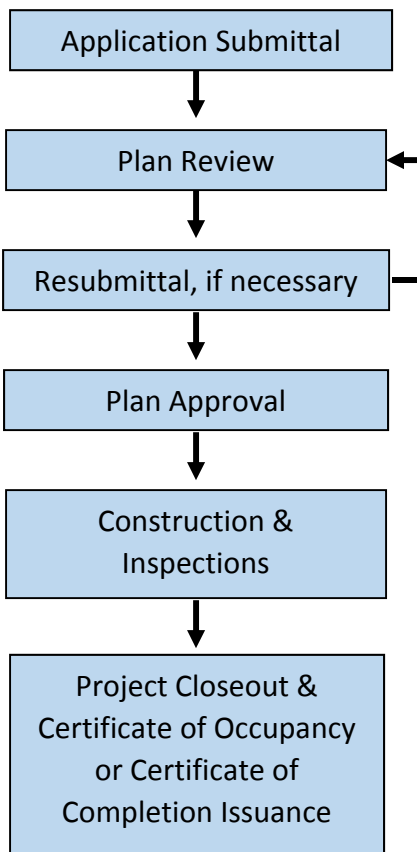 Application Submittal
Plan Review
Resubmittal, if necessary
Plan Approval
Construction &
Inspections
Project Closeout &
Certificate of Occupancy
or Certificate of
Completion Issuance